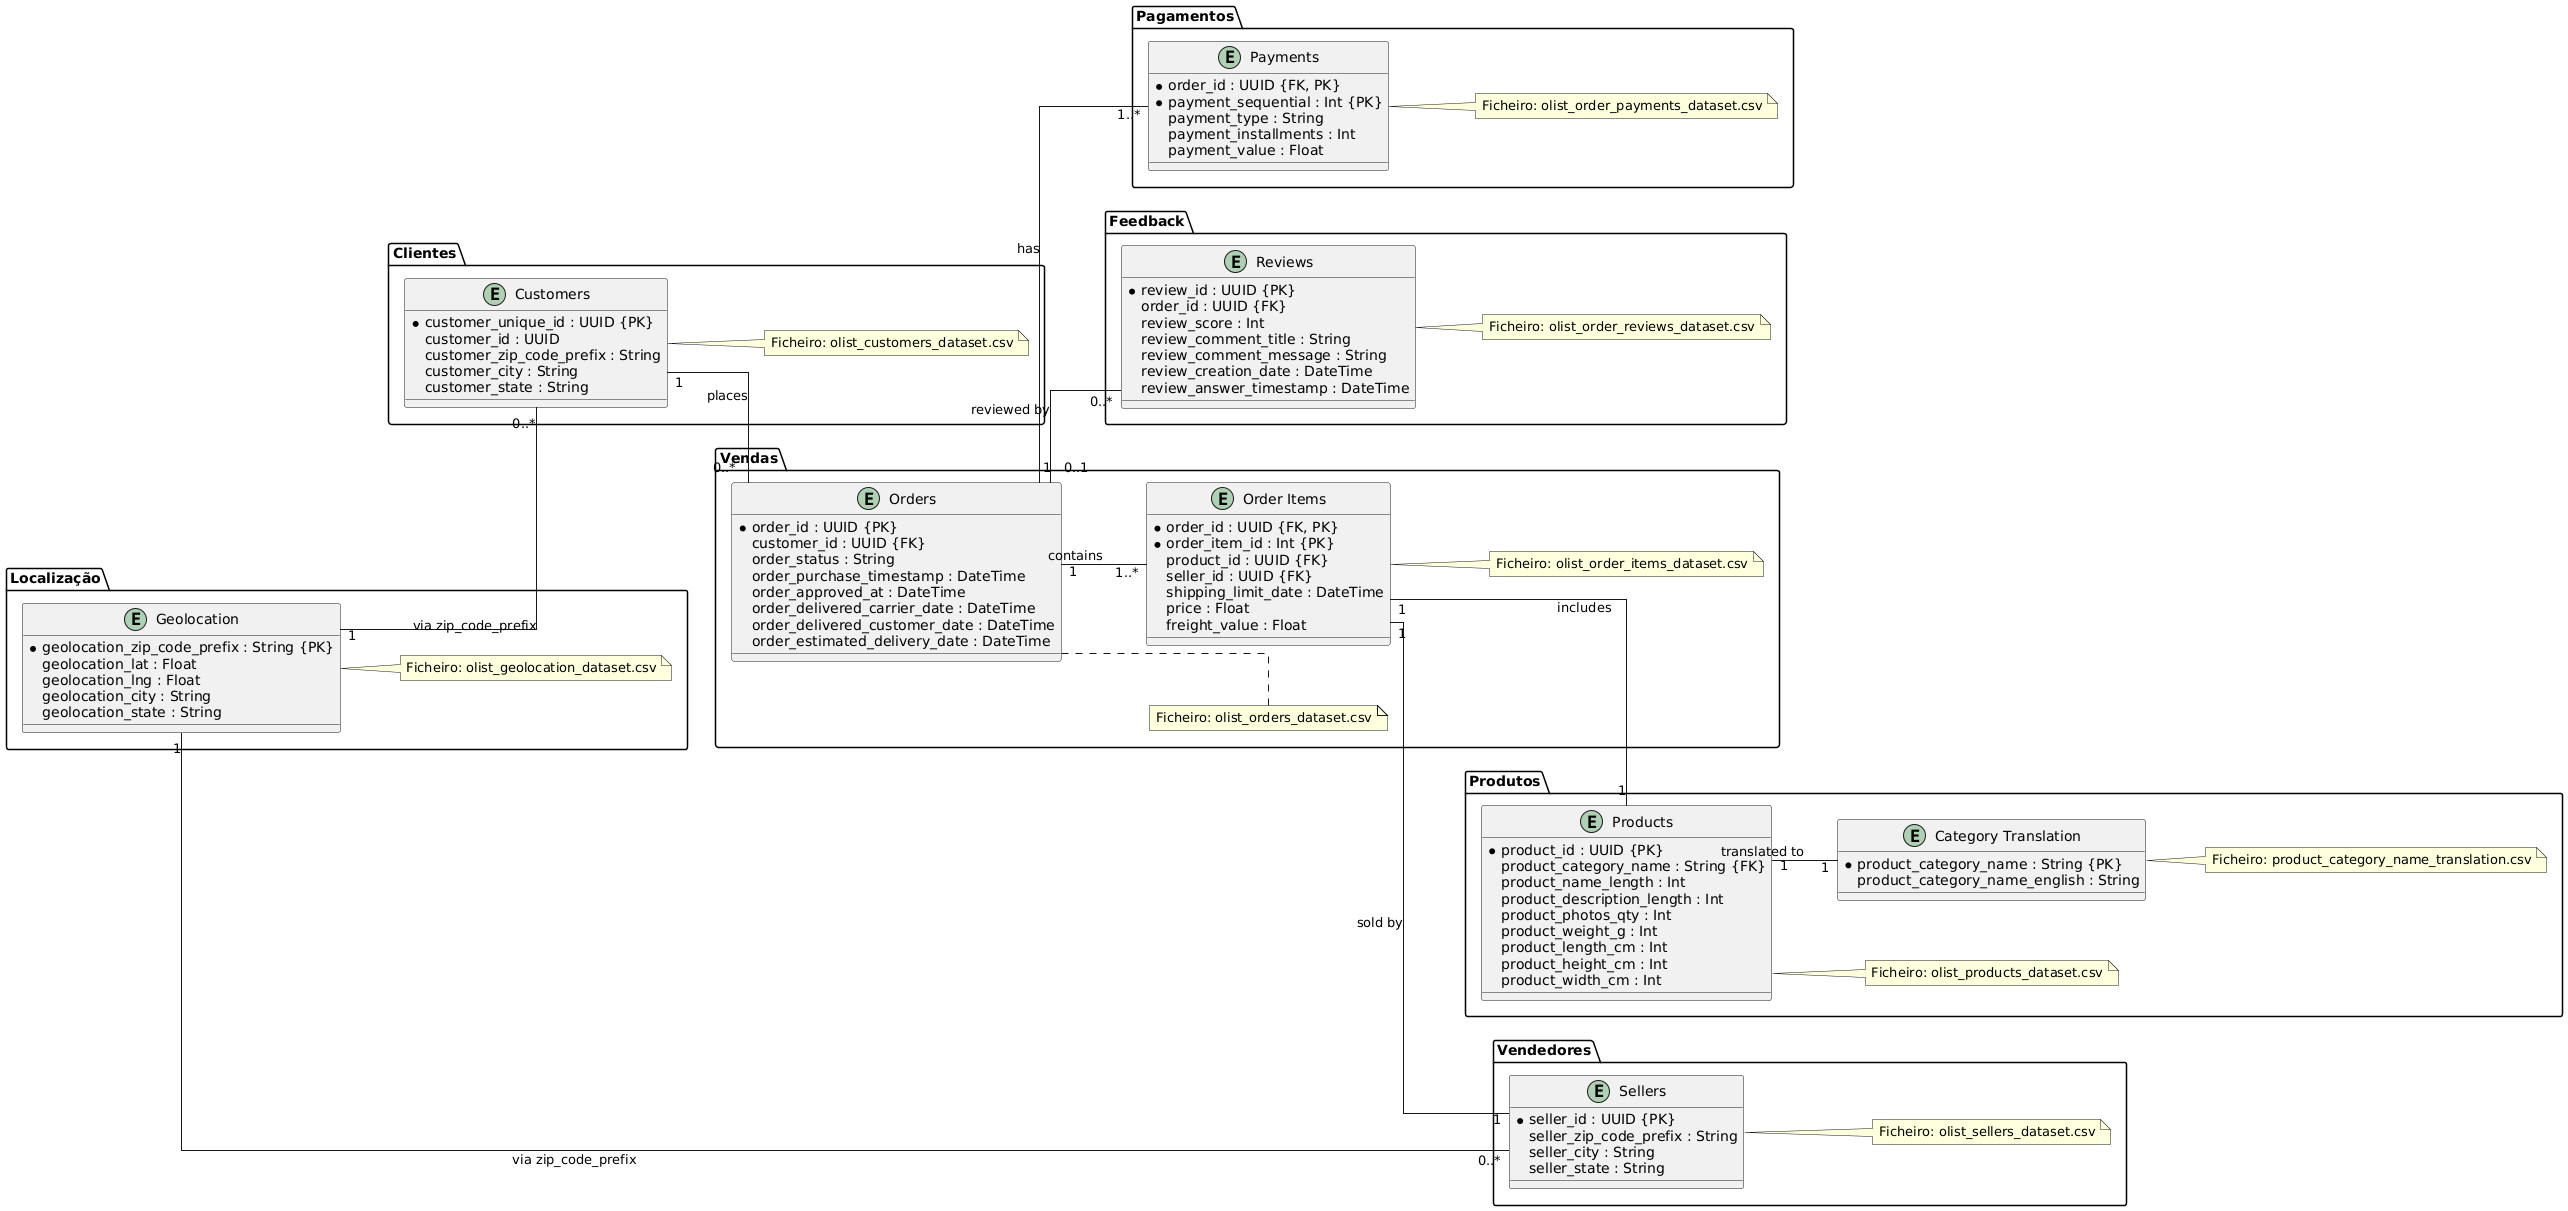 Pagamentos
E Payments
order_id : UUID {FK, PK}
payment_sequential : Int {PK}
payment_type : String
payment_installments : Int
payment_value : Float
Ficheiro: olist_order_payments_dataset.csv
1..*
has
Feedback
E Reviews
review_id : UUID {PK}
order_id : UUID {FK}
review_score : Int
review_comment_title : String
review_comment_message : String
review_creation_date : DateTime
review_answer_timestamp : DateTime
Ficheiro: olist_order_reviews_dataset.csv
0..*
reviewed by
Clientes
E Customers
customer_unique_id : UUID {PK}
customer_id : UUID
customer_zip_code_prefix : String
customer_city : String
customer_state : String
Ficheiro: olist_customers_dataset.csv
1
places
0..*
Vendas
0..*
1
0..1
E Orders
order_id : UUID {PK}
customer_id : UUID {FK}
order_status : String
order_purchase_timestamp : DateTime
order_approved_at : DateTime
order_delivered_carrier_date : DateTime
order_delivered_customer_date : DateTime
order_estimated_delivery_date : DateTime
contains
1
1..*
E Order Items
order_id : UUID {FK, PK}
order_item_id : Int {PK}
product_id : UUID {FK}
seller_id : UUID {FK}
shipping_limit_date : DateTime
price : Float
freight_value : Float
Ficheiro: olist_order_items_dataset.csv
1
includes
1
Ficheiro: olist_orders_dataset.csv
Localização
E Geolocation
geolocation_zip_code_prefix : String {PK}
geolocation_lat : Float
geolocation_lng : Float
geolocation_city : String
geolocation_state : String
1
via zip_code_prefix
Ficheiro: olist_geolocation_dataset.csv
1
Produtos
1
E Products
product_id : UUID {PK}
product_category_name : String {FK}
product_name_length : Int
product_description_length : Int
product_photos_qty : Int
product_weight_g : Int
product_length_cm : Int
product_height_cm : Int
product_width_cm : Int
translated to
1
1
E Category Translation
product_category_name : String {PK}
product_category_name_english : String
Ficheiro: product_category_name_translation.csv
Ficheiro: olist_products_dataset.csv
sold by
Vendedores
E Sellers
seller_id : UUID {PK}
seller_zip_code_prefix : String
seller_city : String
seller_state : String
Ficheiro: olist_sellers_dataset.csv
1
0..*
via zip_code_prefix